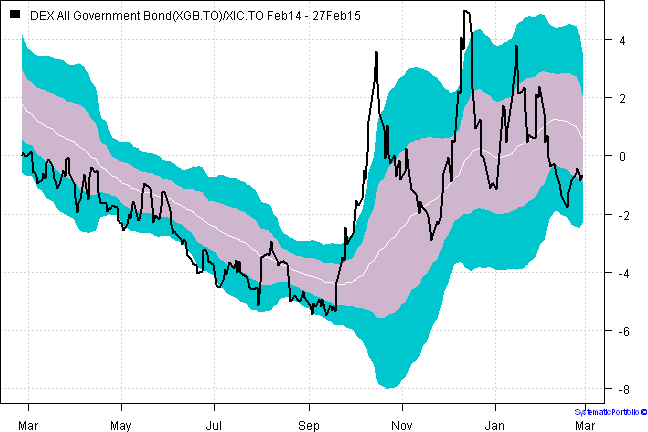 DEX All Government Bond(XGB.TO)/XIC.TO Feb14 - 27Feb15
4
2
0
-2
-4
-6
-8
SystematicPortfolio ©
Mar May Jul Sep Nov Jan Mar